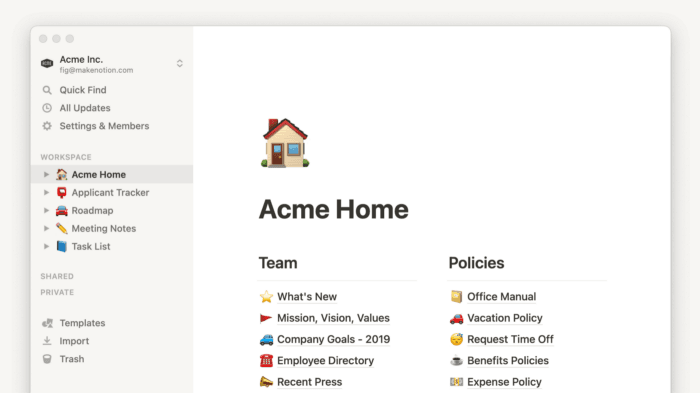 Acme Inc.
fig@makenotion.com
Quick Find
All Updates
Settings & Members
WORKSPACE
Acme Home
Applicant Tracker
Roadmap
Meeting Notes
Task List
SHARED
PRIVATE
Templates
Import
Trash
Acme Home
Team
What's New
Mission, Vision, Values
Company Goals - 2019
Employee Directory
Recent Press
Policies
Office Manual
Vacation Policy
Request Time Off
Benefits Policies
Expense Policy